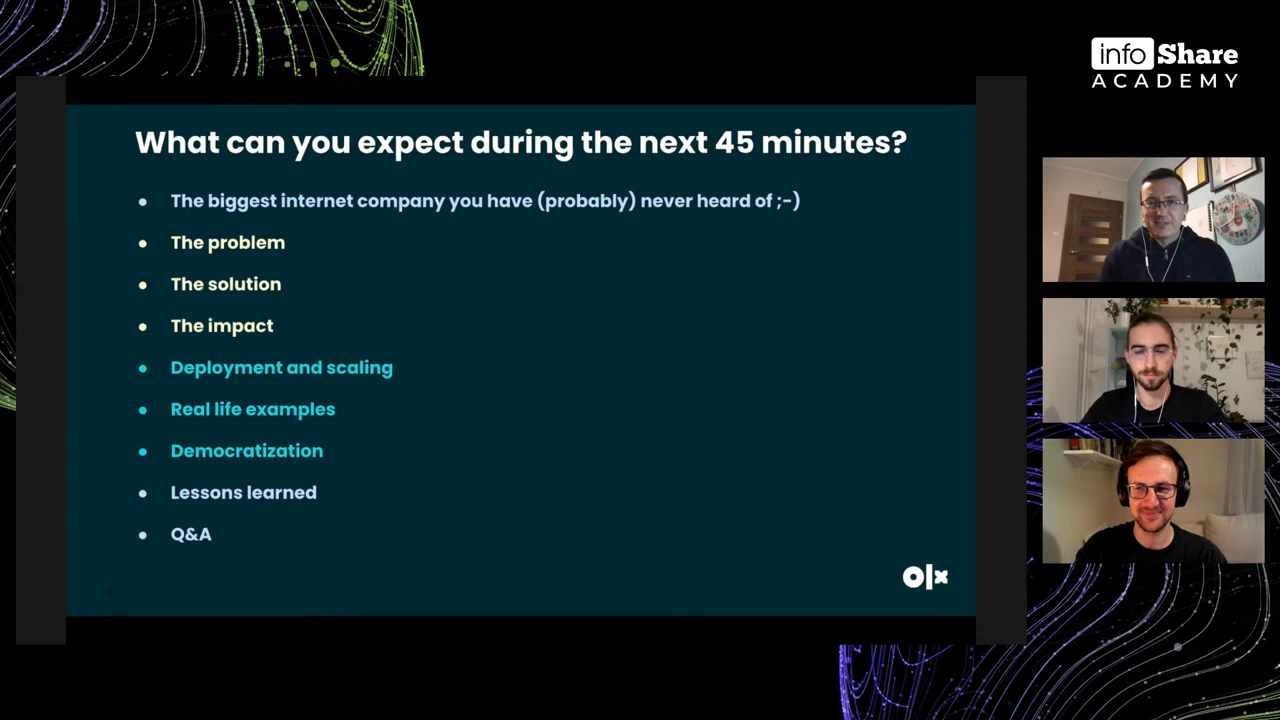 info Share
ACADEMY
What can you expect during the next 45 minutes?
The biggest internet company you have (probably) never heard of ;-)
The problem
The solution
The impact
Deployment and scaling
Real life examples
Democratization
Lessons learned
Q&A
olx